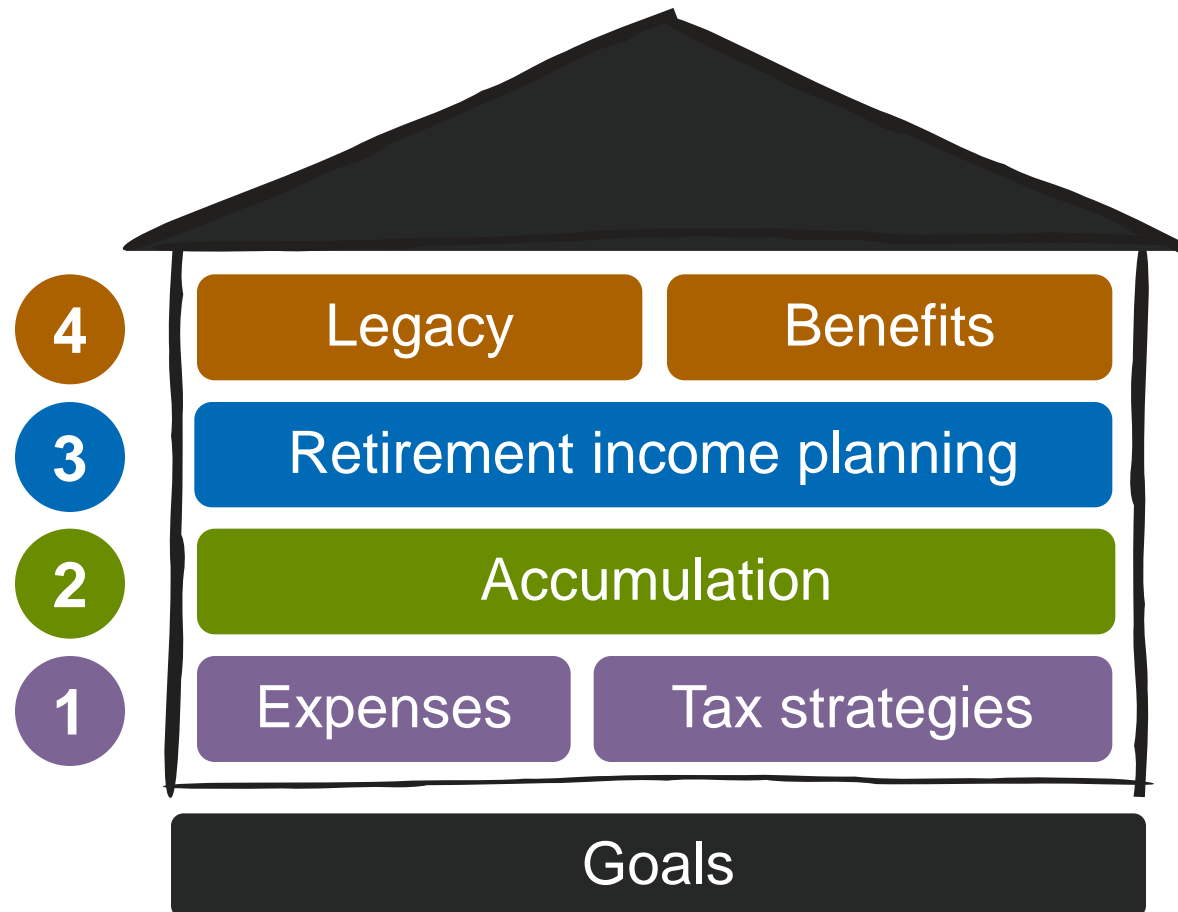 4 Legacy Benefits
3 Retirement income planning
2 Accumulation
1 Expenses Tax strategies
Goals